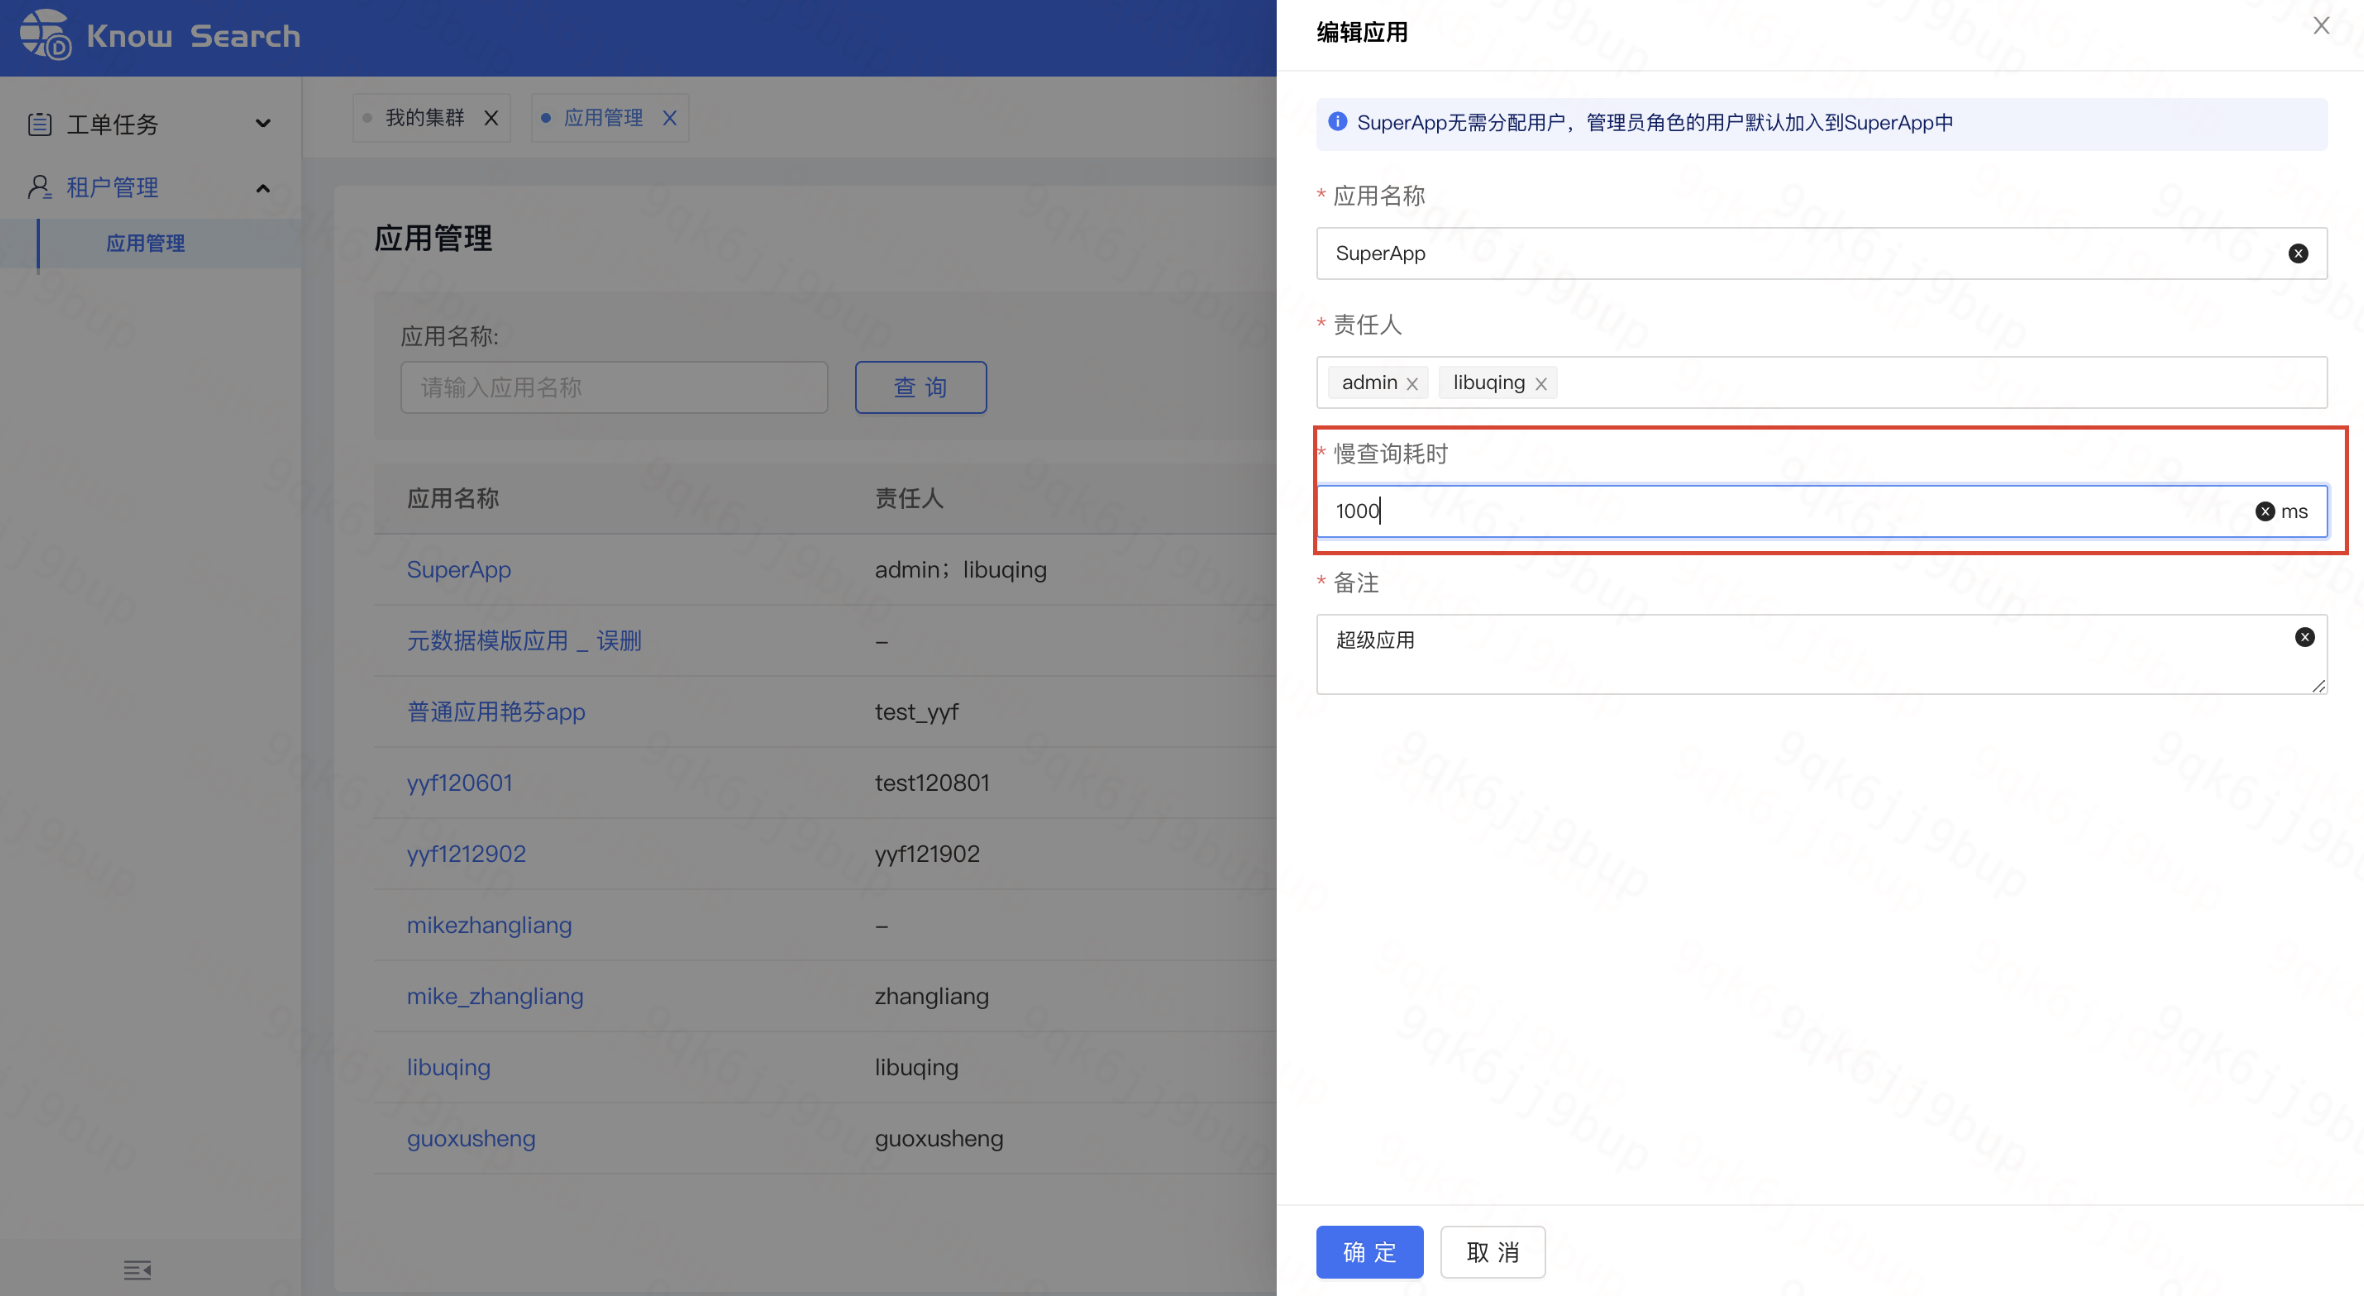 Know Search
工单任务
租户管理
应用管理
我的集群
应用管理
应用管理
应用名称:
请输入应用名称
查 询
应用名称 责任人
SuperApp admin；libuqing
元数据模版应用 _ 误删 –
普通应用艳芬app test_yyf
yyf120601 test120801
yyf1212902 yyf121902
mikezhangliang –
mike_zhangliang zhangliang
libuqing libuqing
guoxusheng guoxusheng
编辑应用
SuperApp无需分配用户，管理员角色的用户默认加入到SuperApp中
* 应用名称
SuperApp
* 责任人
admin libuqing
* 慢查询耗时
1000 ms
* 备注
超级应用
确 定 取 消
9qk6jj9bup